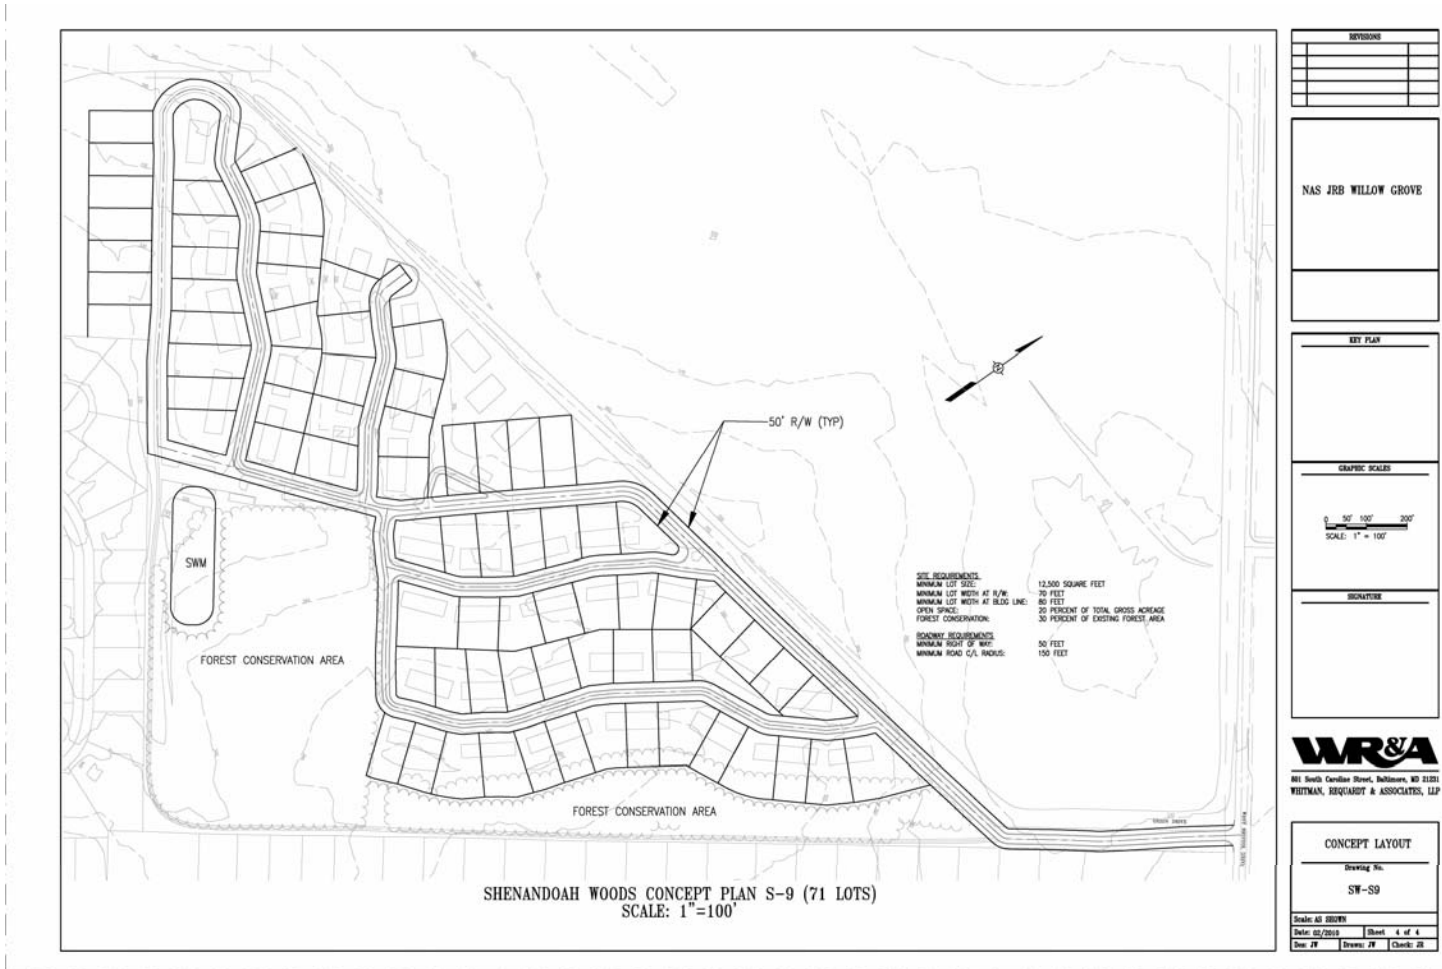 50' R/W (TYP)
SWM
FOREST CONSERVATION AREA
FOREST CONSERVATION AREA
SITE REQUIREMENTS
MINIMUM LOT SIZE: 12,500 SQUARE FEET
MINIMUM LOT WIDTH AT R/W: 70 FEET
MINIMUM LOT WIDTH AT BLDG LINE: 80 FEET
OPEN SPACE: 20 PERCENT OF TOTAL GROSS ACREAGE
FOREST CONSERVATION: 30 PERCENT OF EXISTING FOREST AREA
ROADWAY REQUIREMENTS
MINIMUM RIGHT OF WAY: 50 FEET
MINIMUM ROAD C/L RADIUS: 150 FEET
SHENANDOAH WOODS CONCEPT PLAN S-9 (71 LOTS)
SCALE: 1"=100'
REVISIONS
NAS JRB WILLOW GROVE
KEY PLAN
GRAPHIC SCALES
0 50' 100' 200'
SCALE: 1" = 100'
SIGNATURE
WR&A
801 South Caroline Street, Baltimore, MD 21231
WHITMAN, REQUARDT & ASSOCIATES, LLP
CONCEPT LAYOUT
Drawing No.
SW-S9
Scale: AS SHOWN
Date: 02/2010 Sheet 4 of 4
Des: JW Drawn: JW Check: JR